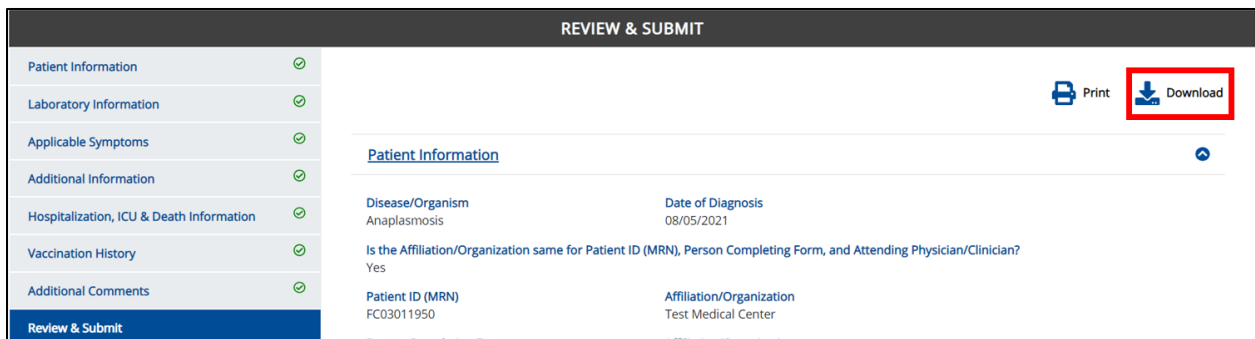 REVIEW & SUBMIT
Patient Information
Laboratory Information
Applicable Symptoms
Additional Information
Hospitalization, ICU & Death Information
Vaccination History
Additional Comments
Review & Submit
Print Download
Patient Information
Disease/Organism Date of Diagnosis
Anaplasmosis 08/05/2021
Is the Affiliation/Organization same for Patient ID (MRN), Person Completing Form, and Attending Physician/Clinician?
Yes
Patient ID (MRN) Affiliation/Organization
FC03011950 Test Medical Center